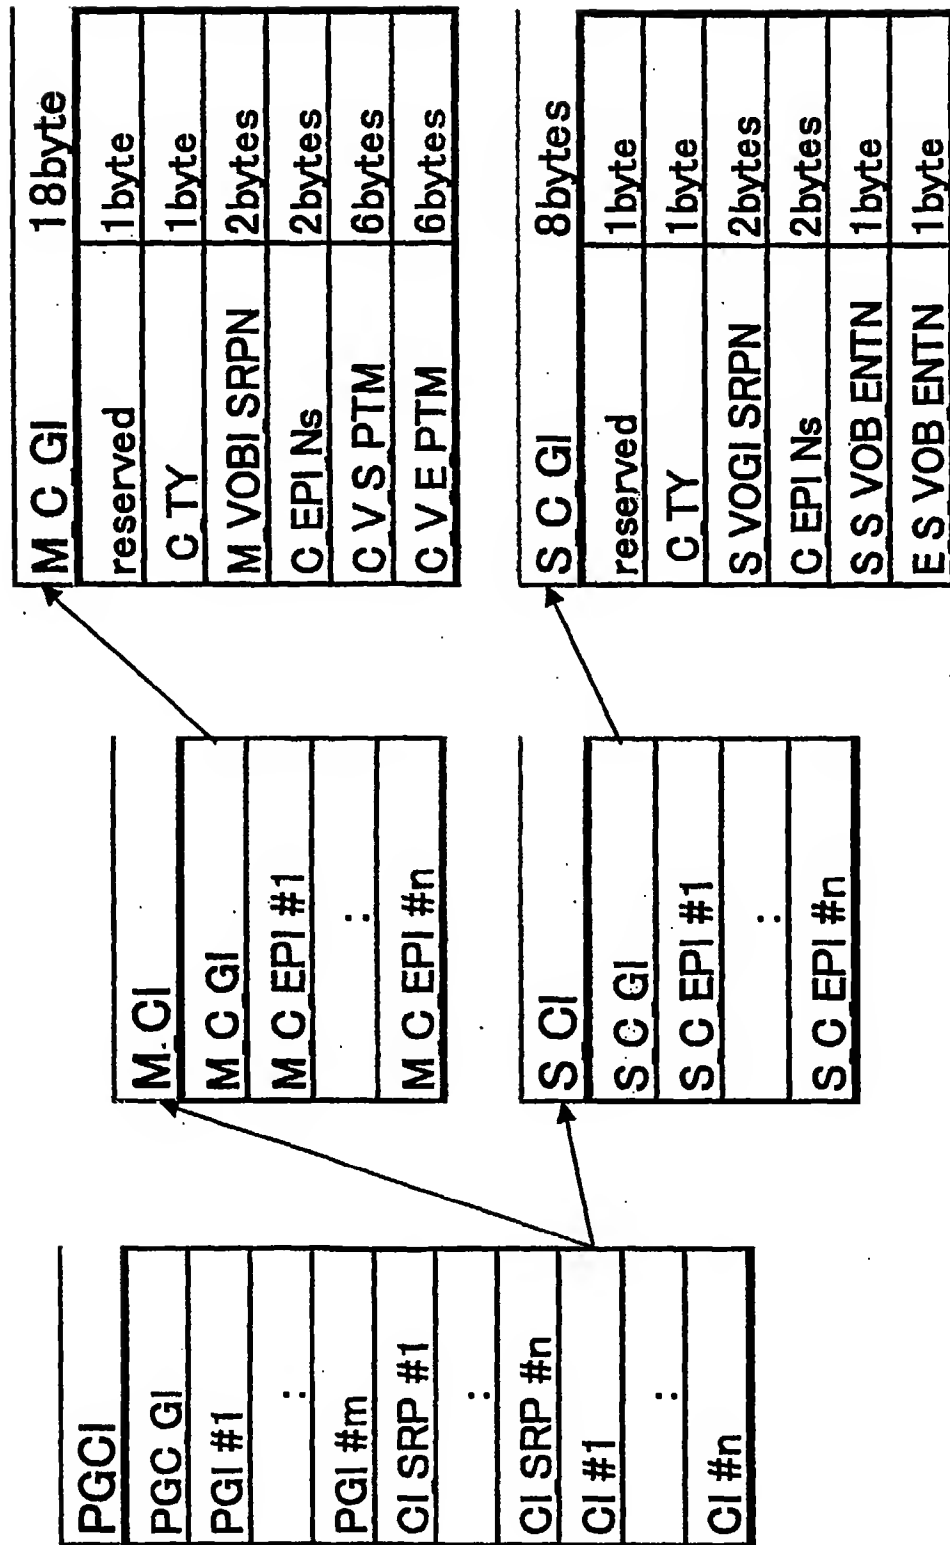 PGCI
PGC GI
PGI #1
:
PGI #m
CI SRP #1
:
CI SRP #n
CI #1
:
CI #n
M CI
M C GI
M C EPI #1
:
M C EPI #n
S CI
S C GI
S C EPI #1
:
S C EPI #n
M C GI 18byte
reserved 1byte
C TY 1byte
M VOBI SRPN 2bytes
C EPI Ns 2bytes
C V S PTM 6bytes
C V E PTM 6bytes
S C GI 8bytes
reserved 1byte
C TY 1byte
S VOGI SRPN 2bytes
C EPI Ns 2bytes
S S VOB ENTN 1byte
E S VOB ENTN 1byte